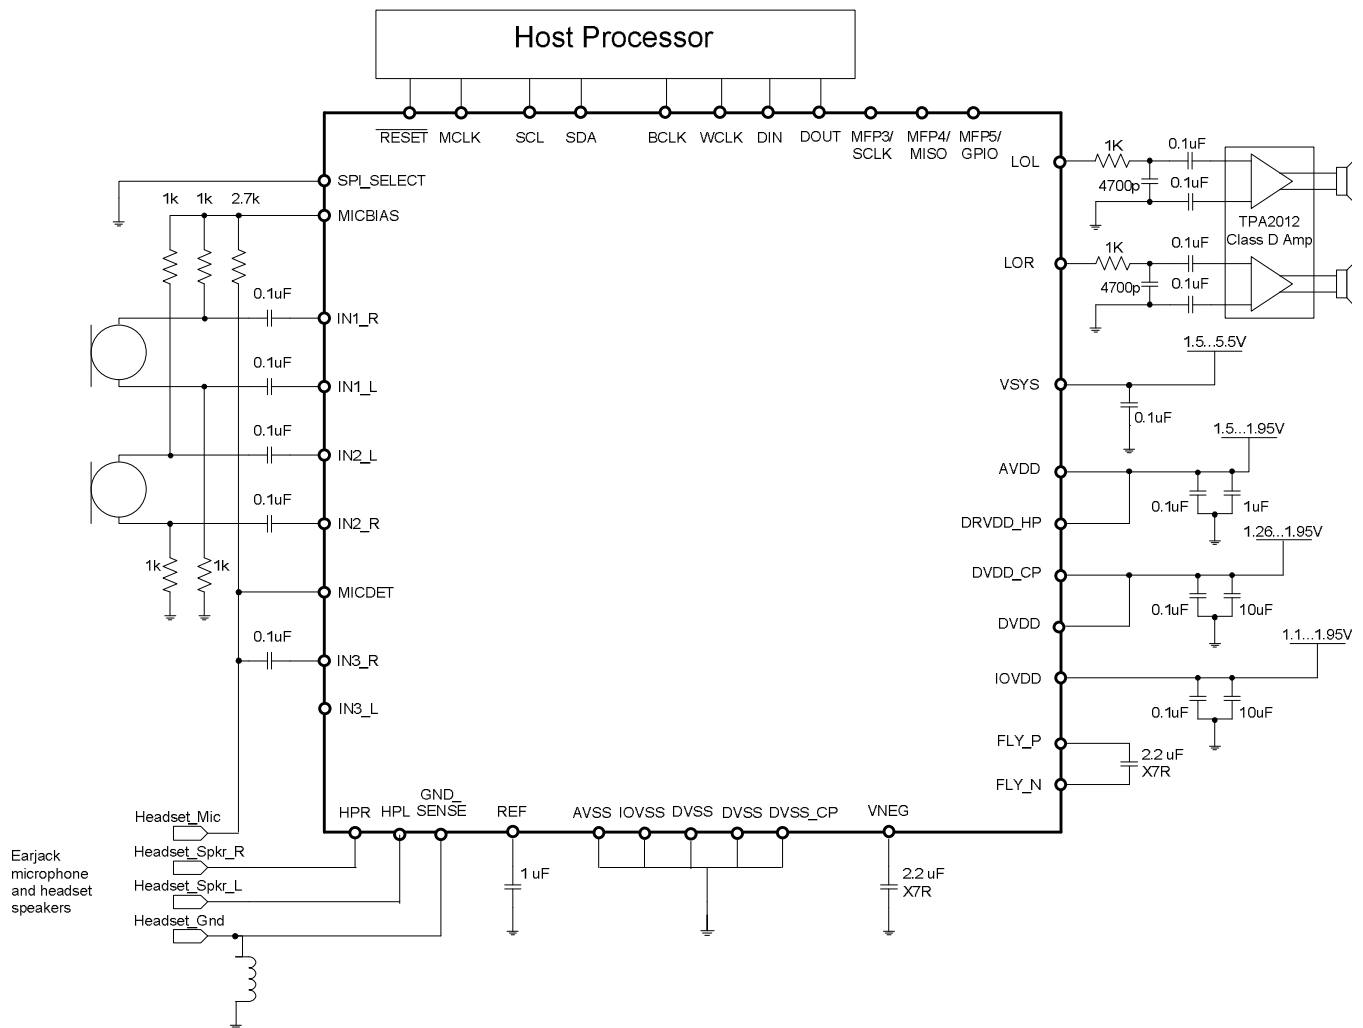 Host Processor
RESET MCLK SCL SDA BCLK WCLK DIN DOUT MFP3/ MFP4/ MFP5/
SCLK MISO GPIO
SPI_SELECT
1k 1k 2.7k
MICBIAS
0.1uF
IN1_R
0.1uF
IN1_L
0.1uF
IN2_L
0.1uF
IN2_R
1k 1k
MICDET
0.1uF
IN3_R
IN3_L
LOL
1K
0.1uF
4700p
0.1uF
TPA2012
Class D Amp
LOR
1K
0.1uF
4700p
0.1uF
1.5...5.5V
VSYS
0.1uF
1.5...1.95V
AVDD
0.1uF 1uF
DRVDD_HP
1.26...1.95V
DVDD_CP
0.1uF 10uF
DVDD
1.1...1.95V
IOVDD
0.1uF 10uF
FLY_P
2.2 uF
X7R
FLY_N
HPR HPL GND_
SENSE
REF
AVSS IOVSS DVSS DVSS DVSS_CP
VNEG
1 uF
2.2 uF
X7R
Headset_Mic
Headset_Spkr_R
Headset_Spkr_L
Headset_Gnd
Earjack
microphone
and headset
speakers